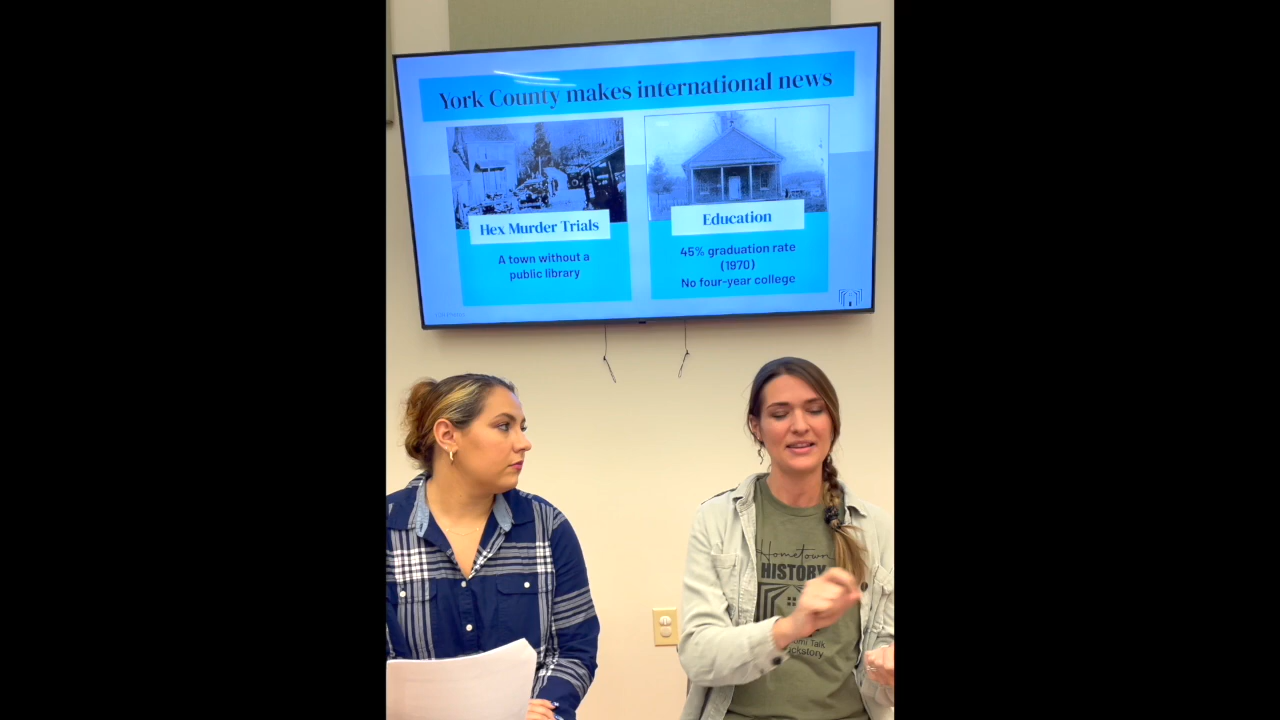 York County makes international news
Hex Murder Trials
A town without a
public library
Education
45% graduation rate
(1970)
No four-year college
Hometown
HISTORY
Talk